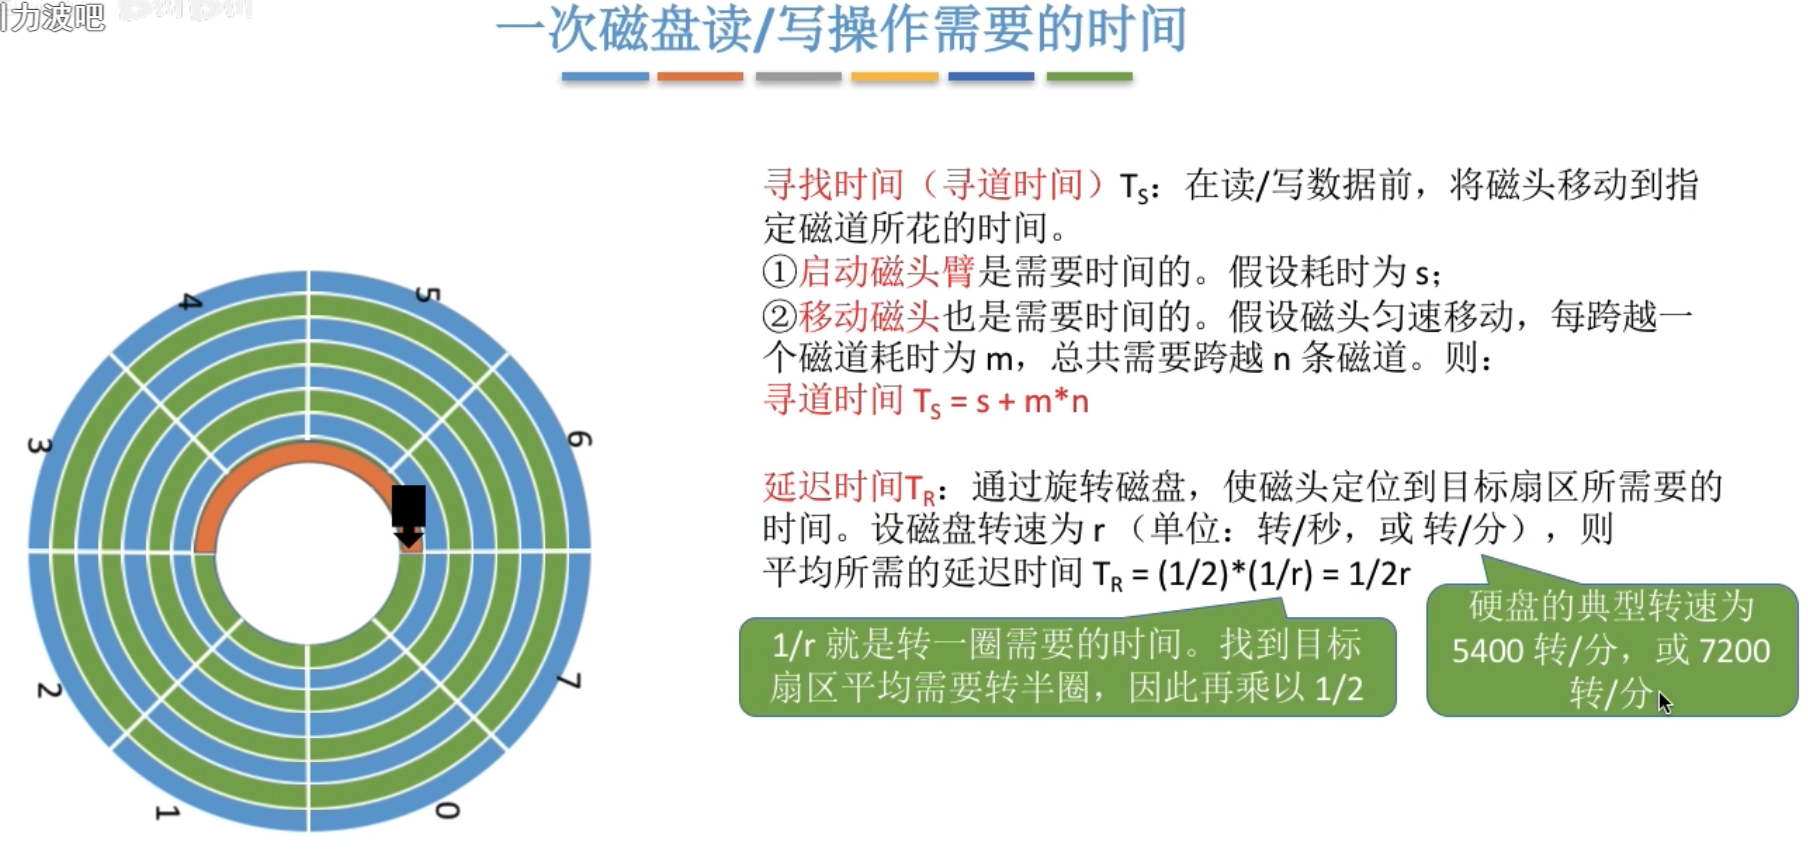 力波吧
一次磁盘读/写操作需要的时间
寻找时间（寻道时间）TS：在读/写数据前，将磁头移动到指
定磁道所花的时间。
①启动磁头臂是需要时间的。假设耗时为 s；
②移动磁头也是需要时间的。假设磁头匀速移动，每跨越一
个磁道耗时为 m，总共需要跨越 n 条磁道。则：
寻道时间 TS = s + m*n
延迟时间TR：通过旋转磁盘，使磁头定位到目标扇区所需要的
时间。设磁盘转速为 r （单位：转/秒，或 转/分），则
平均所需的延迟时间 TR = (1/2)*(1/r) = 1/2r
1/r 就是转一圈需要的时间。找到目标
扇区平均需要转半圈，因此再乘以 1/2
硬盘的典型转速为
5400 转/分，或 7200
转/分
4
5
3
6
2
7
1
0